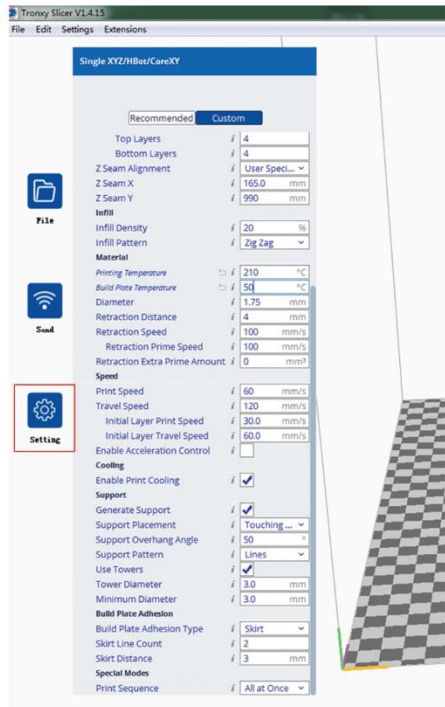 Tronxy Slicer V1.4.15
File Edit Settings Extensions
Single XYZ/HBot/CoreXY
Recommended Custom
Top Layers i 4
Bottom Layers i 4
Z Seam Alignment i User Speci...
Z Seam X i 165.0 mm
Z Seam Y i 990 mm
Infill
Infill Density i 20 %
Infill Pattern i Zig Zag
Material
Printing Temperature i 210 °C
Build Plate Temperature i 50 °C
Diameter i 1.75 mm
Retraction Distance i 4 mm
Retraction Speed i 100 mm/s
Retraction Prime Speed i 100 mm/s
Retraction Extra Prime Amount i 0 mm³
Speed
Print Speed i 60 mm/s
Travel Speed i 120 mm/s
Initial Layer Print Speed i 30.0 mm/s
Initial Layer Travel Speed i 60.0 mm/s
Enable Acceleration Control i
Cooling
Enable Print Cooling i
Support
Generate Support i
Support Placement i Touching ...
Support Overhang Angle i 50 °
Support Pattern i Lines
Use Towers i
Tower Diameter i 3.0 mm
Minimum Diameter i 3.0 mm
Build Plate Adhesion
Build Plate Adhesion Type i Skirt
Skirt Line Count i 2
Skirt Distance i 3 mm
Special Modes
Print Sequence i All at Once
File
Send
Setting